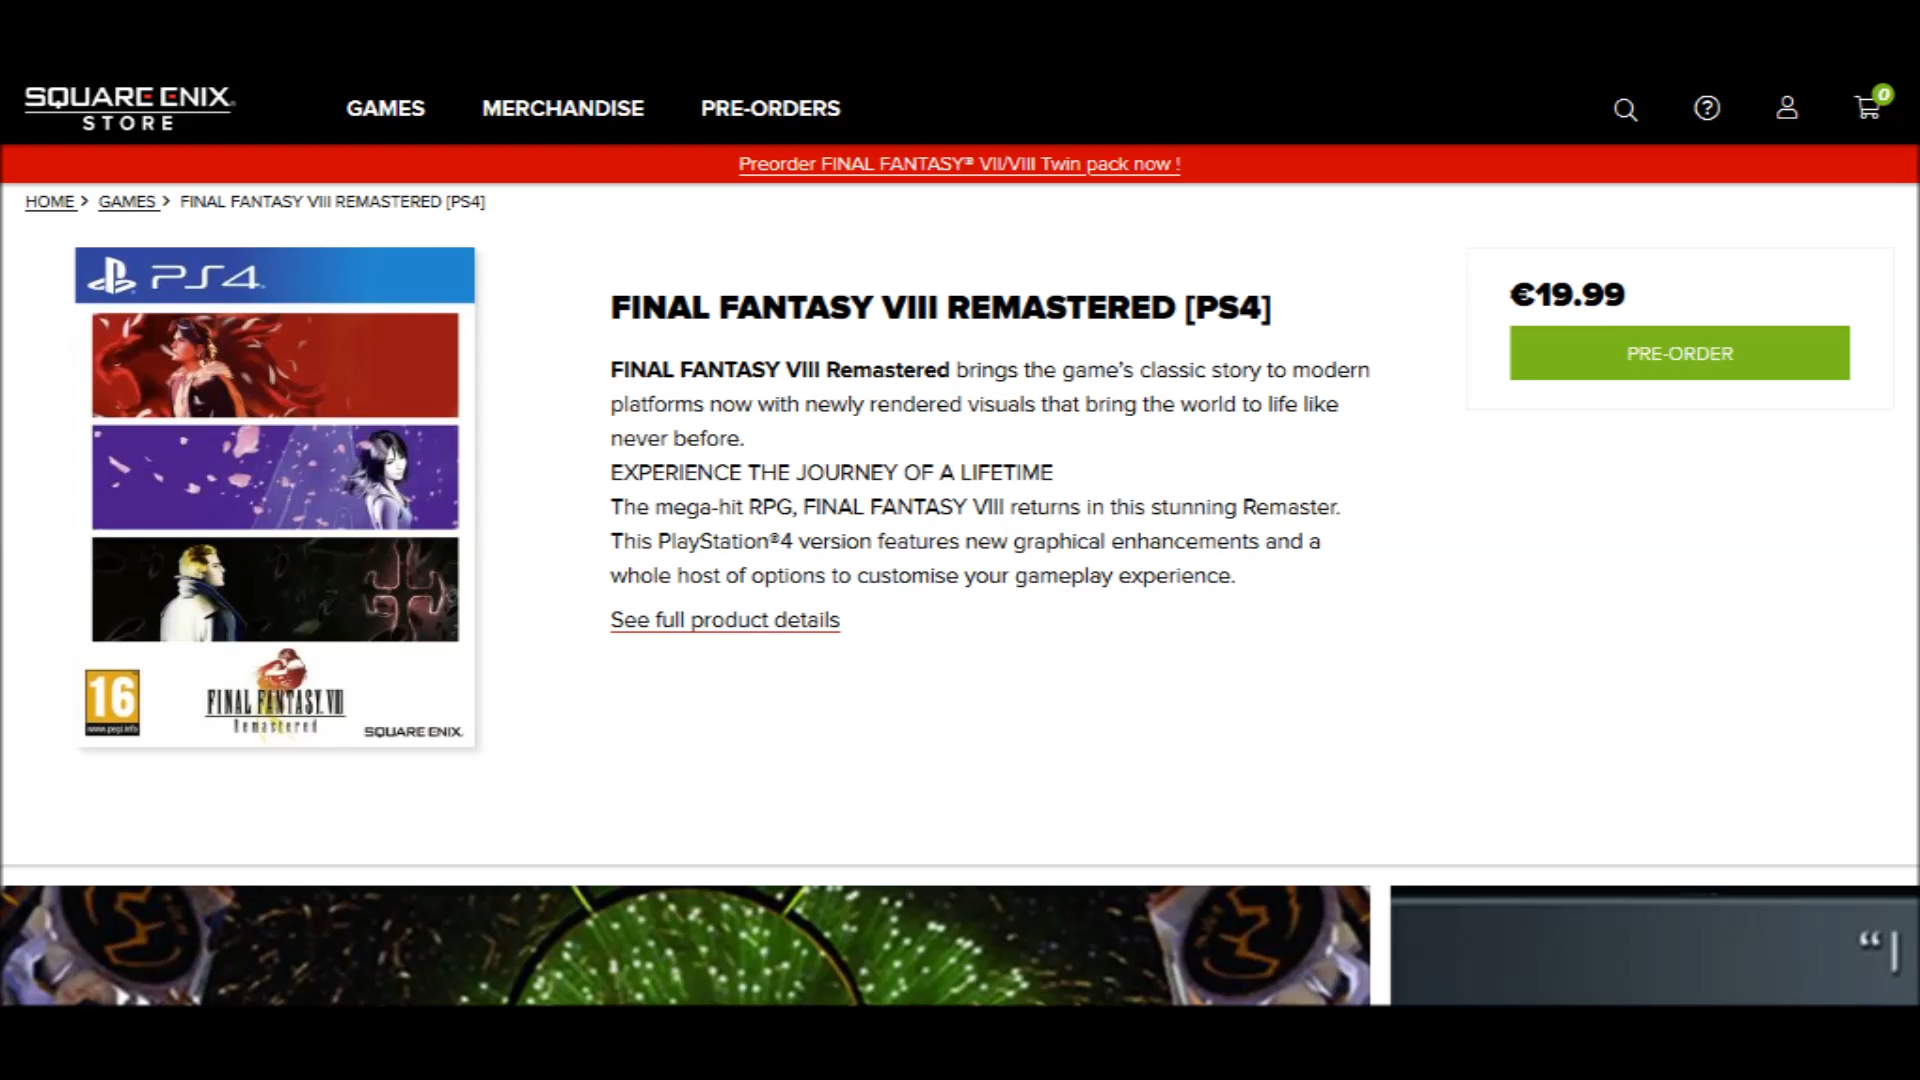 SQUARE ENIX®
STORE
GAMES
MERCHANDISE
PRE-ORDERS
0
Preorder FINAL FANTASY® VII/VIII Twin pack now !
HOME > GAMES > FINAL FANTASY VIII REMASTERED [PS4]
PS4
16
www.pegi.info
FINAL FANTASY VIII
Remastered
SQUARE ENIX®
FINAL FANTASY VIII REMASTERED [PS4]
FINAL FANTASY VIII Remastered brings the game's classic story to modern
platforms now with newly rendered visuals that bring the world to life like
never before.
EXPERIENCE THE JOURNEY OF A LIFETIME
The mega-hit RPG, FINAL FANTASY VIII returns in this stunning Remaster.
This PlayStation®4 version features new graphical enhancements and a
whole host of options to customise your gameplay experience.
See full product details
€19.99
PRE-ORDER